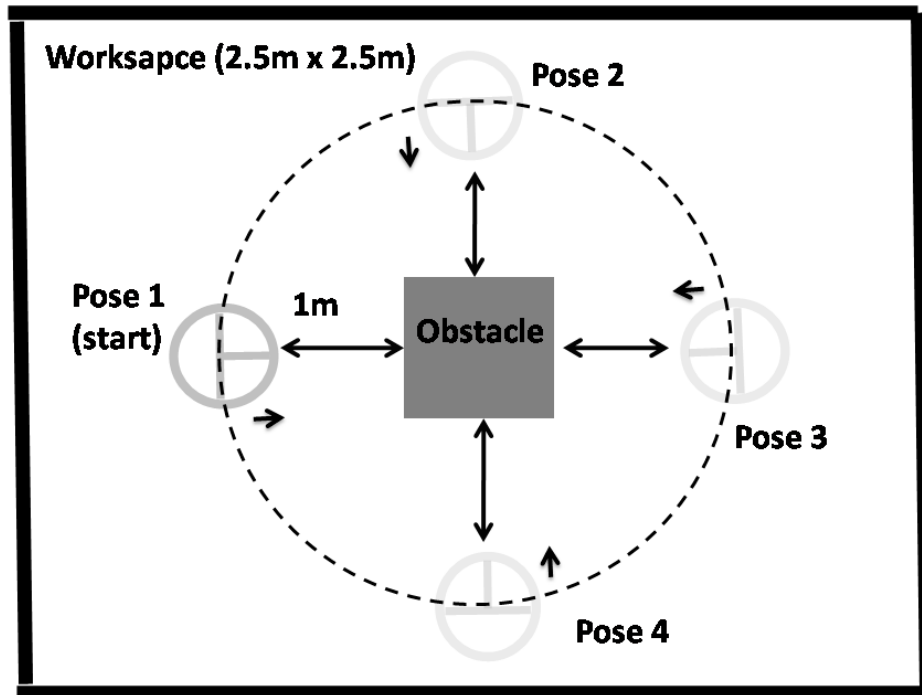 Worksapce (2.5m x 2.5m)
Pose 2
Pose 1
(start)
1m
Obstacle
Pose 3
Pose 4